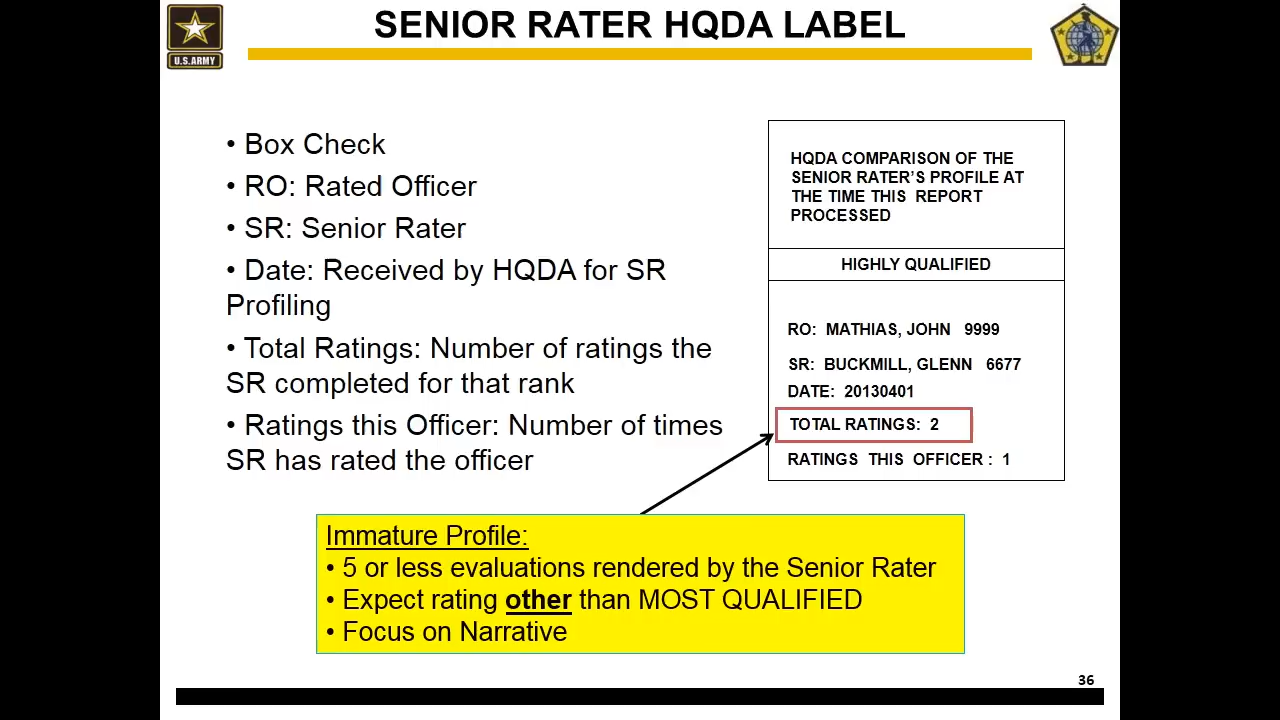 SENIOR RATER HQDA LABEL
U.S.ARMY
• Box Check
• RO: Rated Officer
• SR: Senior Rater
• Date: Received by HQDA for SR
Profiling
• Total Ratings: Number of ratings the
SR completed for that rank
• Ratings this Officer: Number of times
SR has rated the officer
HQDA COMPARISON OF THE
SENIOR RATER’S PROFILE AT
THE TIME THIS REPORT
PROCESSED
HIGHLY QUALIFIED
RO: MATHIAS, JOHN 9999
SR: BUCKMILL, GLENN 6677
DATE: 20130401
TOTAL RATINGS: 2
RATINGS THIS OFFICER : 1
Immature Profile:
• 5 or less evaluations rendered by the Senior Rater
• Expect rating other than MOST QUALIFIED
• Focus on Narrative
36